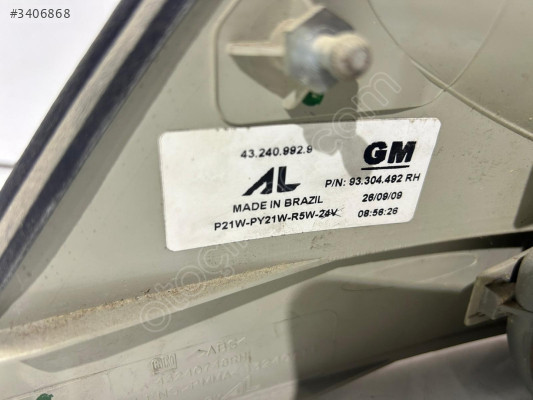 #3406868
43.240.992.9
GM
AL
P/N: 93.304.492 RH
MADE IN BRAZIL
26/09/09
P21W-PY21W-R5W-24V
08:56:26